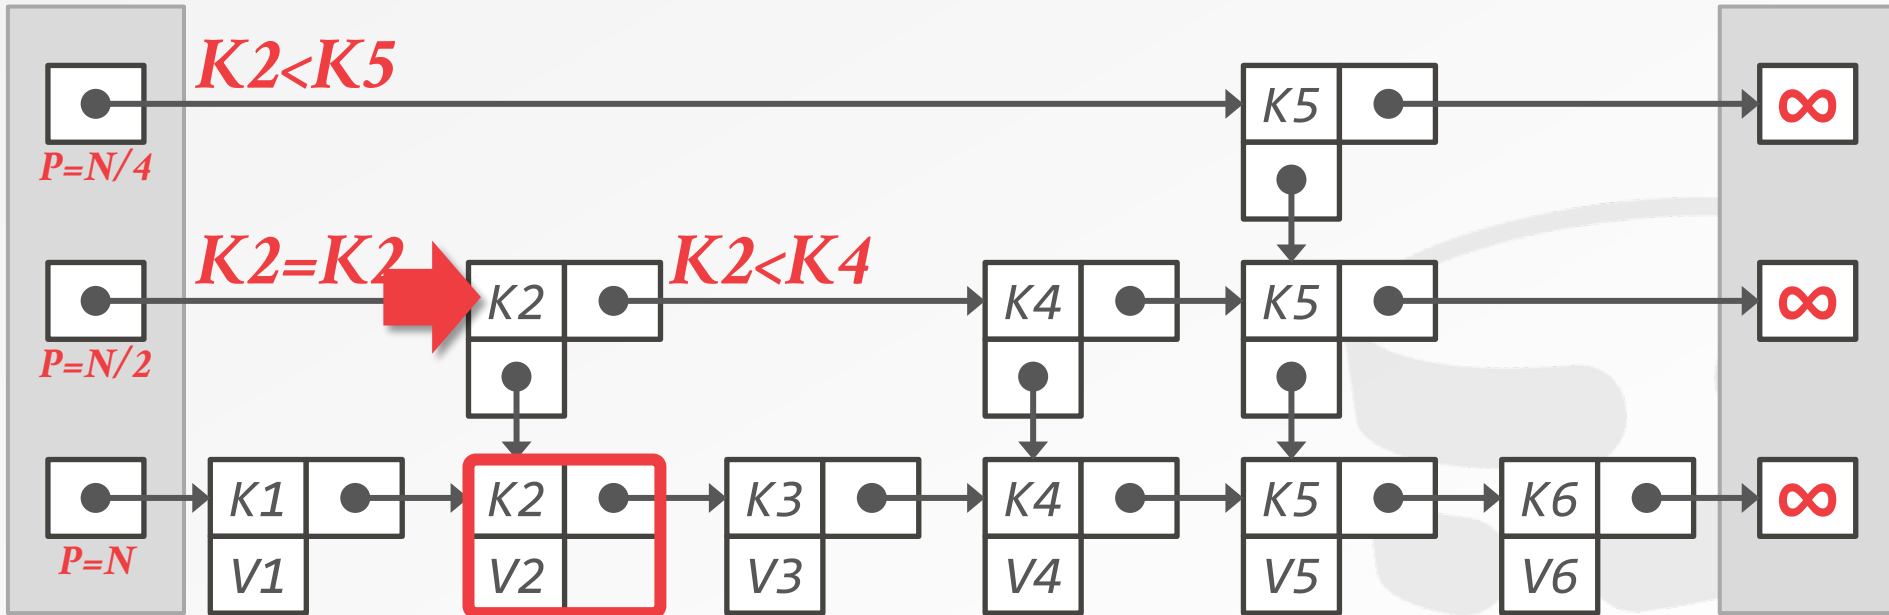 K2<K5
K5 ∞
P=N/4
K2=K2 K2<K4
K2 K4 K5 ∞
P=N/2
K1 K2 K3 K4 K5 K6 ∞
P=N
V1 V2 V3 V4 V5 V6